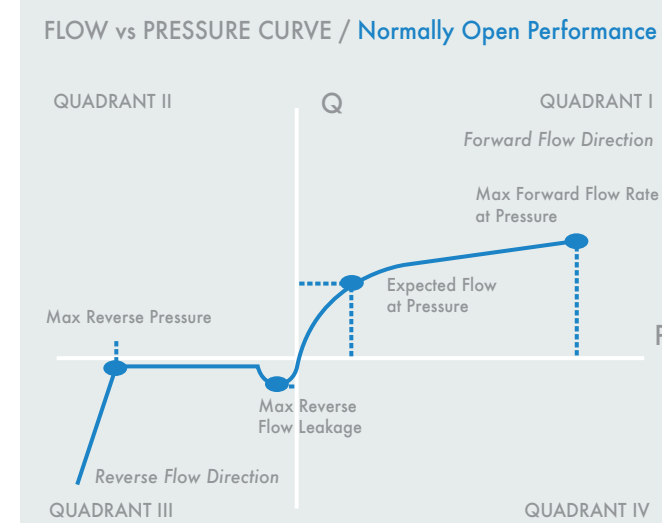 FLOW vs PRESSURE CURVE / Normally Open Performance
QUADRANT II
Q
QUADRANT I
Forward Flow Direction
Max Forward Flow Rate
at Pressure
Expected Flow
at Pressure
Max Reverse Pressure
P
Max Reverse
Flow Leakage
Reverse Flow Direction
QUADRANT III
QUADRANT IV